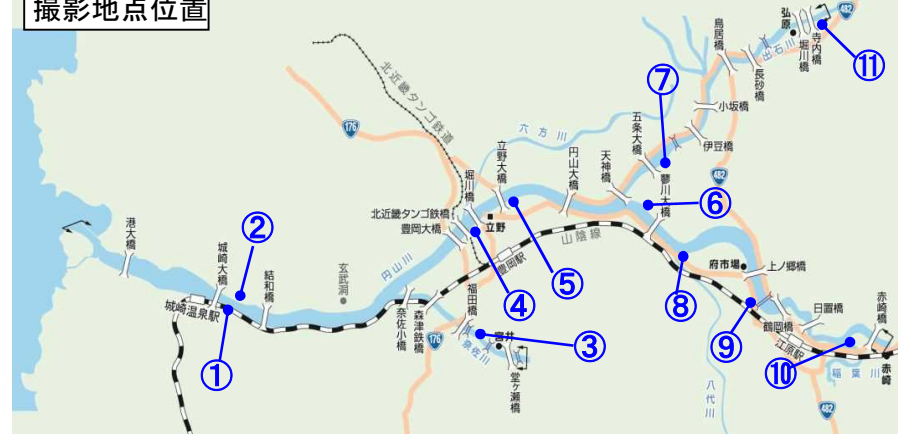 撮影地点位置
弘原
482
寺内橋
堀川橋
出石川
⑪
鳥居橋
長砂橋
小坂橋
⑦
五条大橋
伊豆橋
北近畿タンゴ鉄道
176
六方川
立野大橋
堀川橋
円山大橋
天神橋
蓼川大橋
482
⑥
北近畿タンゴ鉄橋
豊岡大橋
立野
山陰線
港大橋
城崎大橋
②
結和橋
玄武洞
円山川
豊岡駅
⑤
④
⑧
府市場
上ノ郷橋
城崎温泉駅
①
奈佐小橋
森津鉄橋
福田橋
176
③
宮井
奈佐川
堂ヶ瀬橋
八代川
⑨
鶴岡橋
日置橋
赤崎橋
江原駅
⑩
稲葉川
赤崎
482